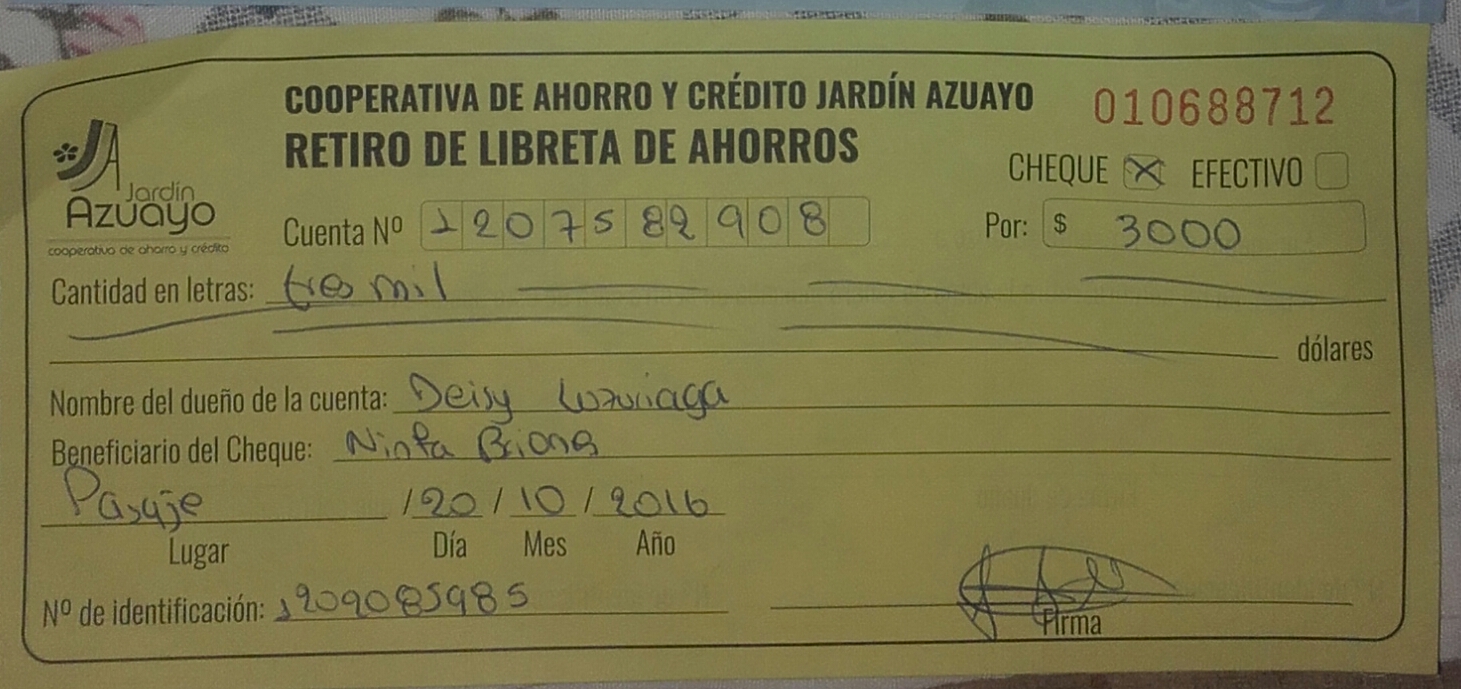 COOPERATIVA DE AHORRO Y CRÉDITO JARDÍN AZUAYO
010688712
RETIRO DE LIBRETA DE AHORROS
CHEQUE X EFECTIVO
Jardín
AZUAYO
cooperativa de ahorro y crédito
Cuenta Nº 1207582908
Por: $ 3000
Cantidad en letras: tres mil
dólares
Nombre del dueño de la cuenta: Deisy Lozuriaga
Beneficiario del Cheque: Ninfa Briones
Pasaje / 20 / 10 / 2016
Lugar Día Mes Año
Nº de identificación: 1209085985
Firma